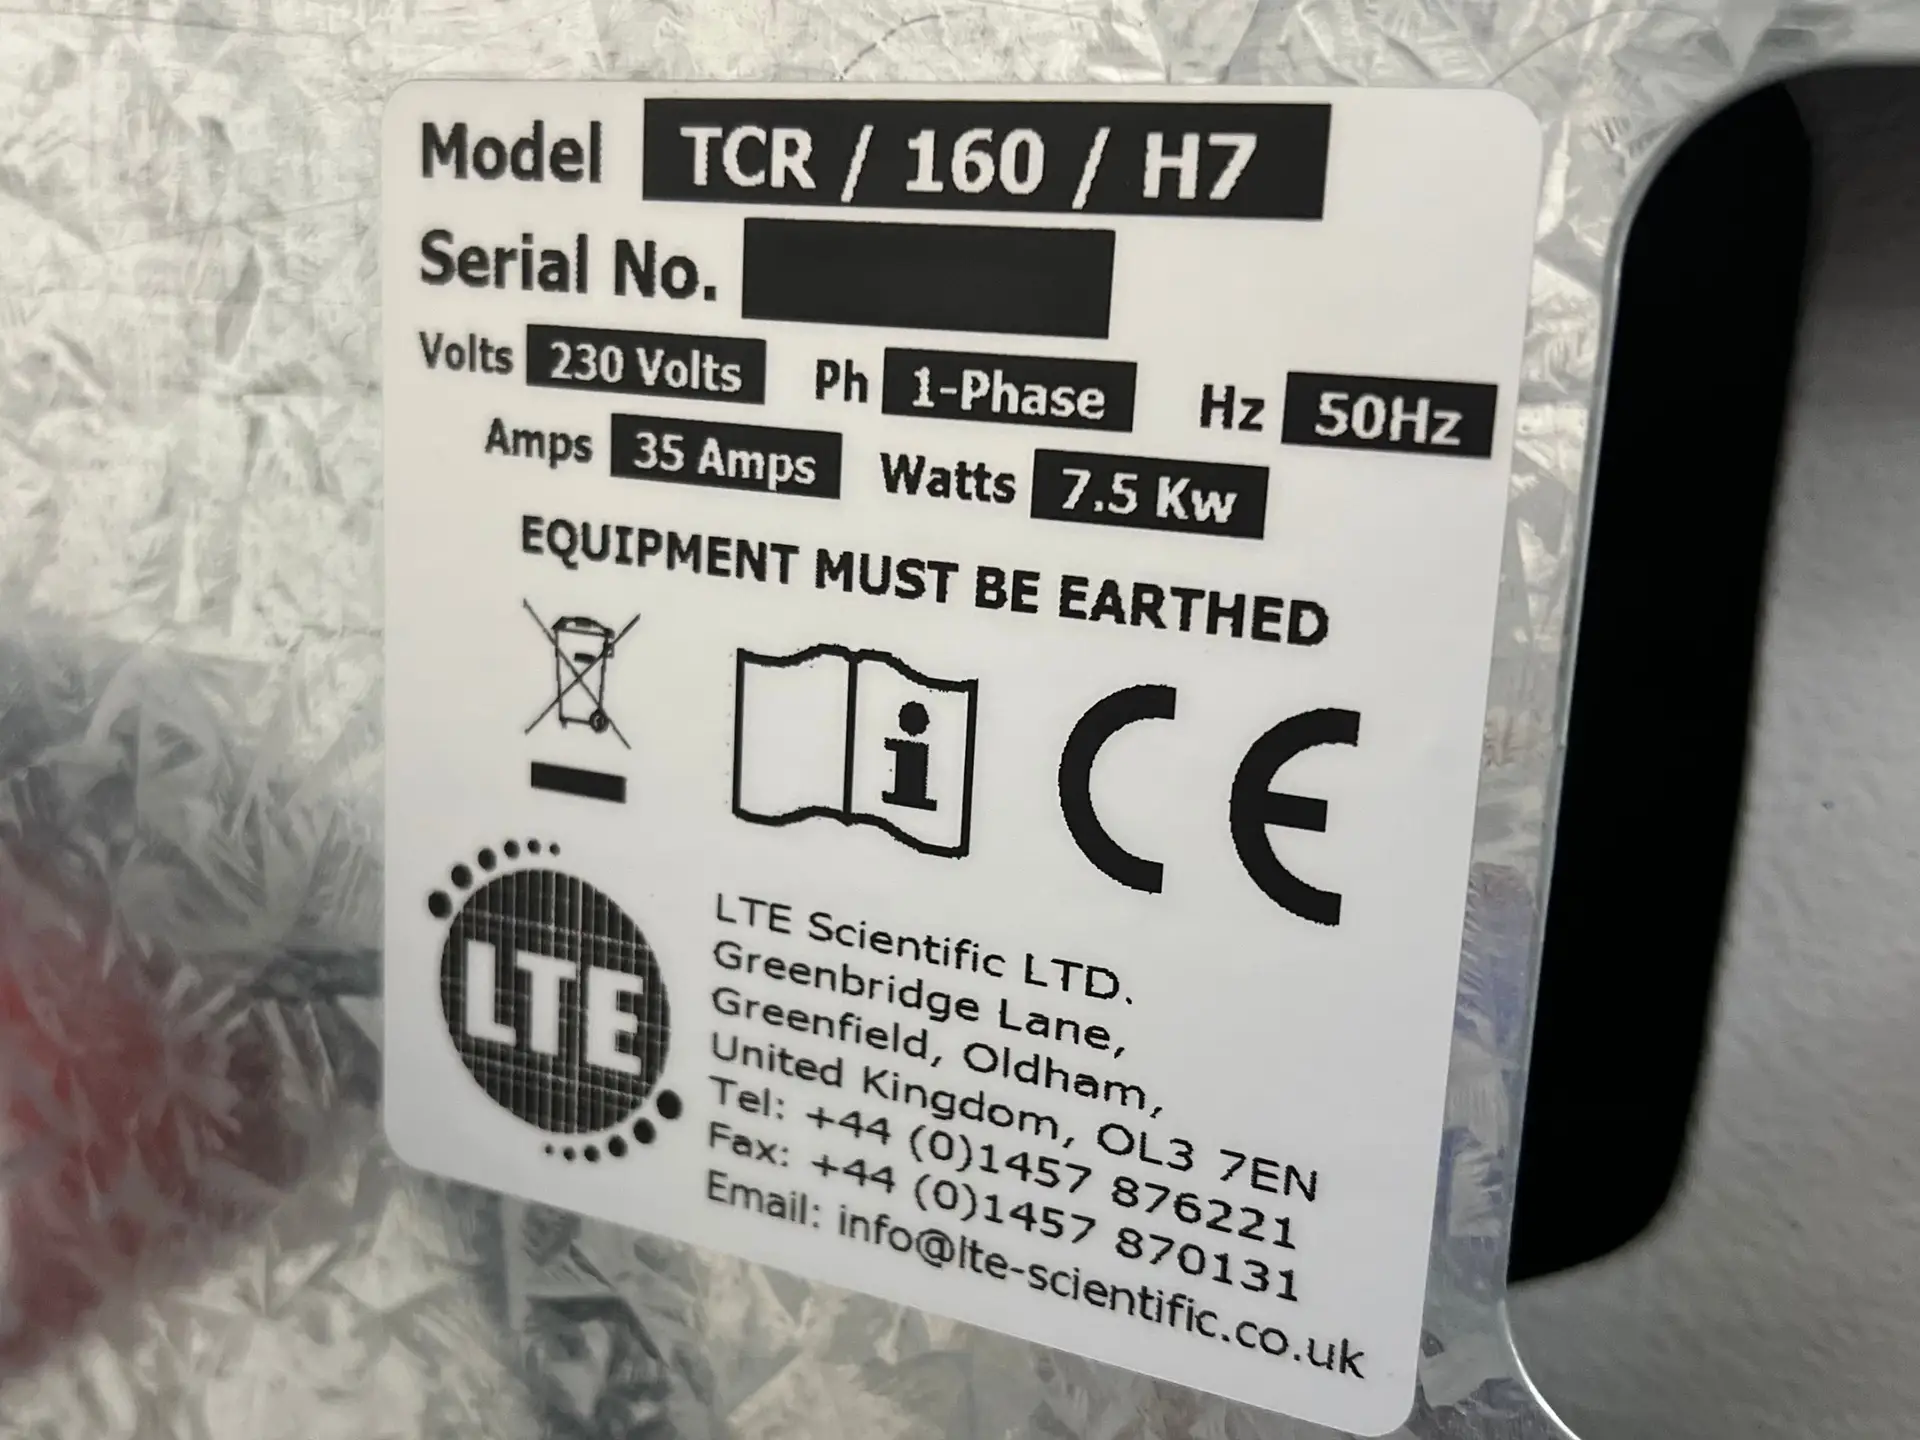 Model TCR / 160 / H7
Serial No.
Volts 230 Volts Ph 1-Phase Hz 50Hz
Amps 35 Amps Watts 7.5 Kw
EQUIPMENT MUST BE EARTHED
i CE
LTE
LTE Scientific LTD.
Greenbridge Lane,
Greenfield, Oldham,
United Kingdom, OL3 7EN
Tel: +44 (0)1457 876221
Fax: +44 (0)1457 870131
Email: info@lte-scientific.co.uk